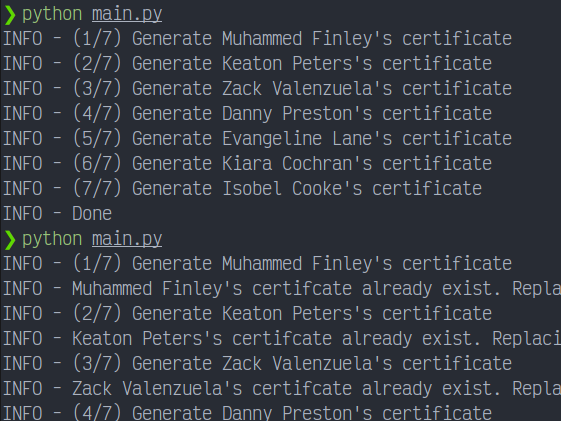 ❯ python main.py
INFO - (1/7) Generate Muhammed Finley's certificate
INFO - (2/7) Generate Keaton Peters's certificate
INFO - (3/7) Generate Zack Valenzuela's certificate
INFO - (4/7) Generate Danny Preston's certificate
INFO - (5/7) Generate Evangeline Lane's certificate
INFO - (6/7) Generate Kiara Cochran's certificate
INFO - (7/7) Generate Isobel Cooke's certificate
INFO - Done
❯ python main.py
INFO - (1/7) Generate Muhammed Finley's certificate
INFO - Muhammed Finley's certifcate already exist. Repla
INFO - (2/7) Generate Keaton Peters's certificate
INFO - Keaton Peters's certifcate already exist. Replaci
INFO - (3/7) Generate Zack Valenzuela's certificate
INFO - Zack Valenzuela's certifcate already exist. Repla
INFO - (4/7) Generate Danny Preston's certificate